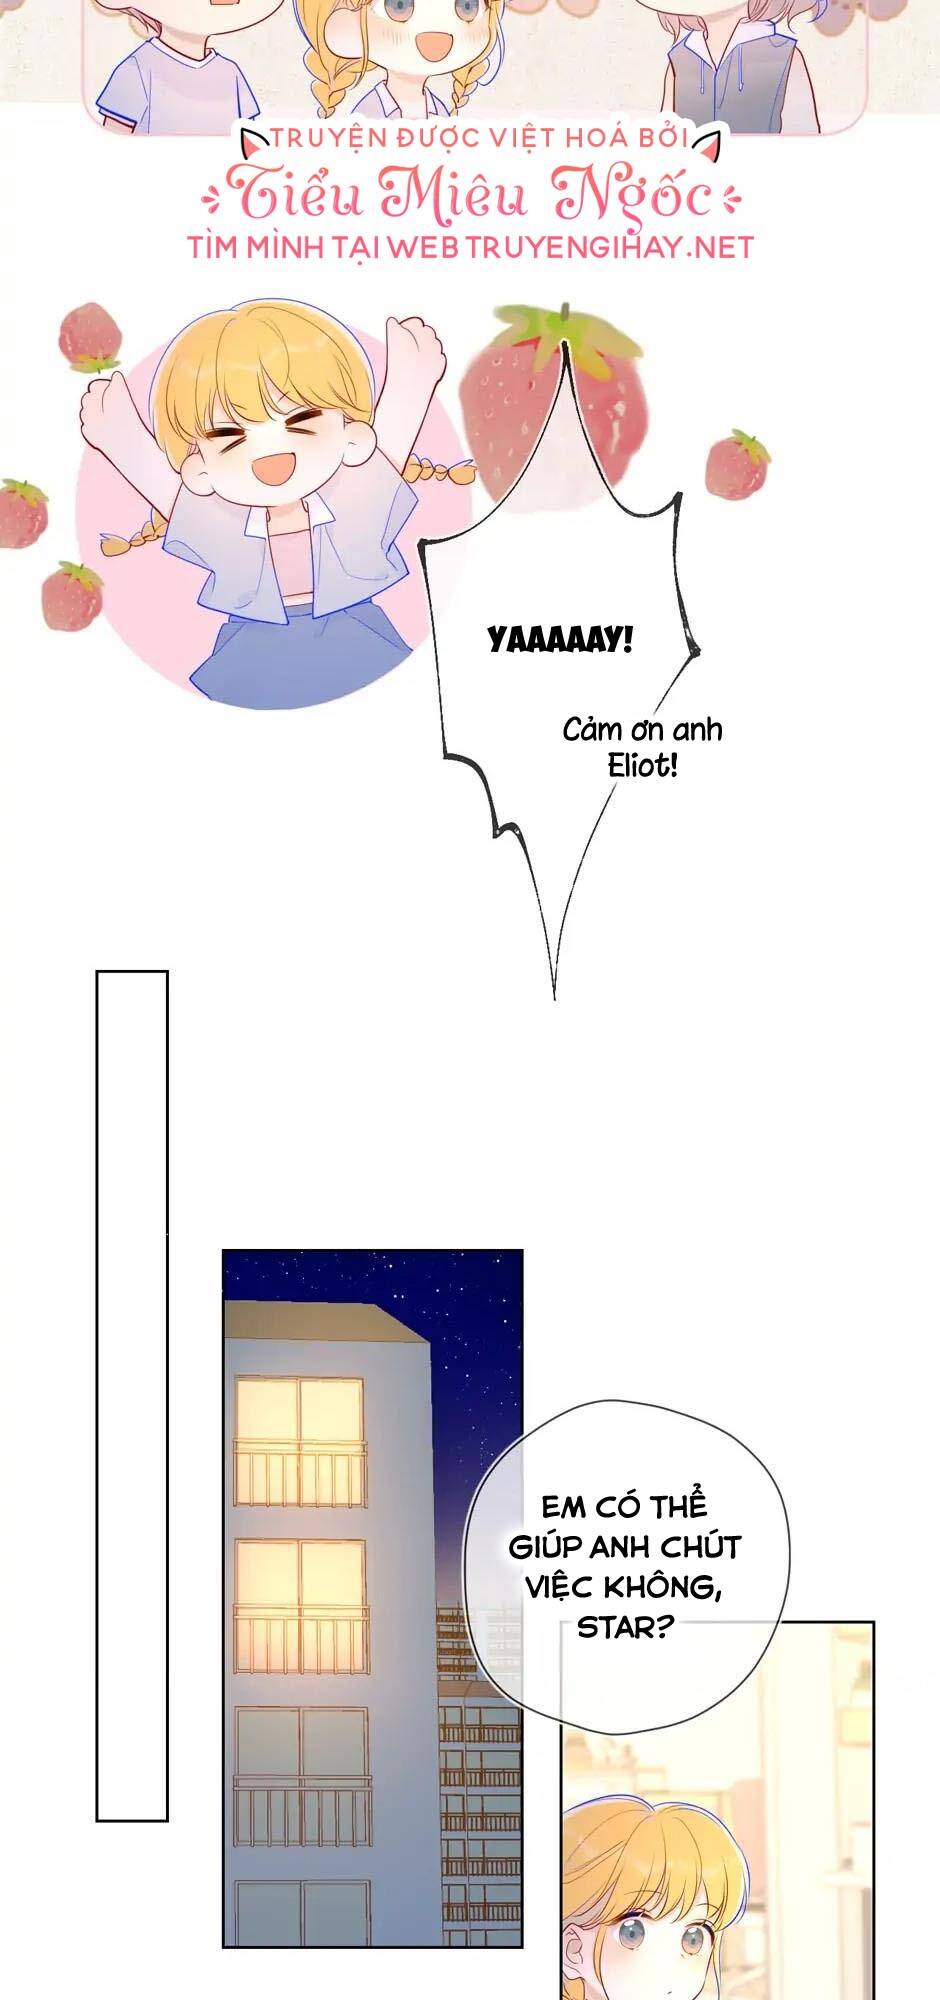 TRUYỆN ĐƯỢC VIỆT HOÁ BỞI
Tiểu Miêu Ngốc
TÌM MÌNH TẠI WEB TRUYENGIHAY.NET
YAAAAAY!
Cảm ơn anh
Eliot!
EM CÓ THỂ
GIÚP ANH CHÚT
VIỆC KHÔNG,
STAR?